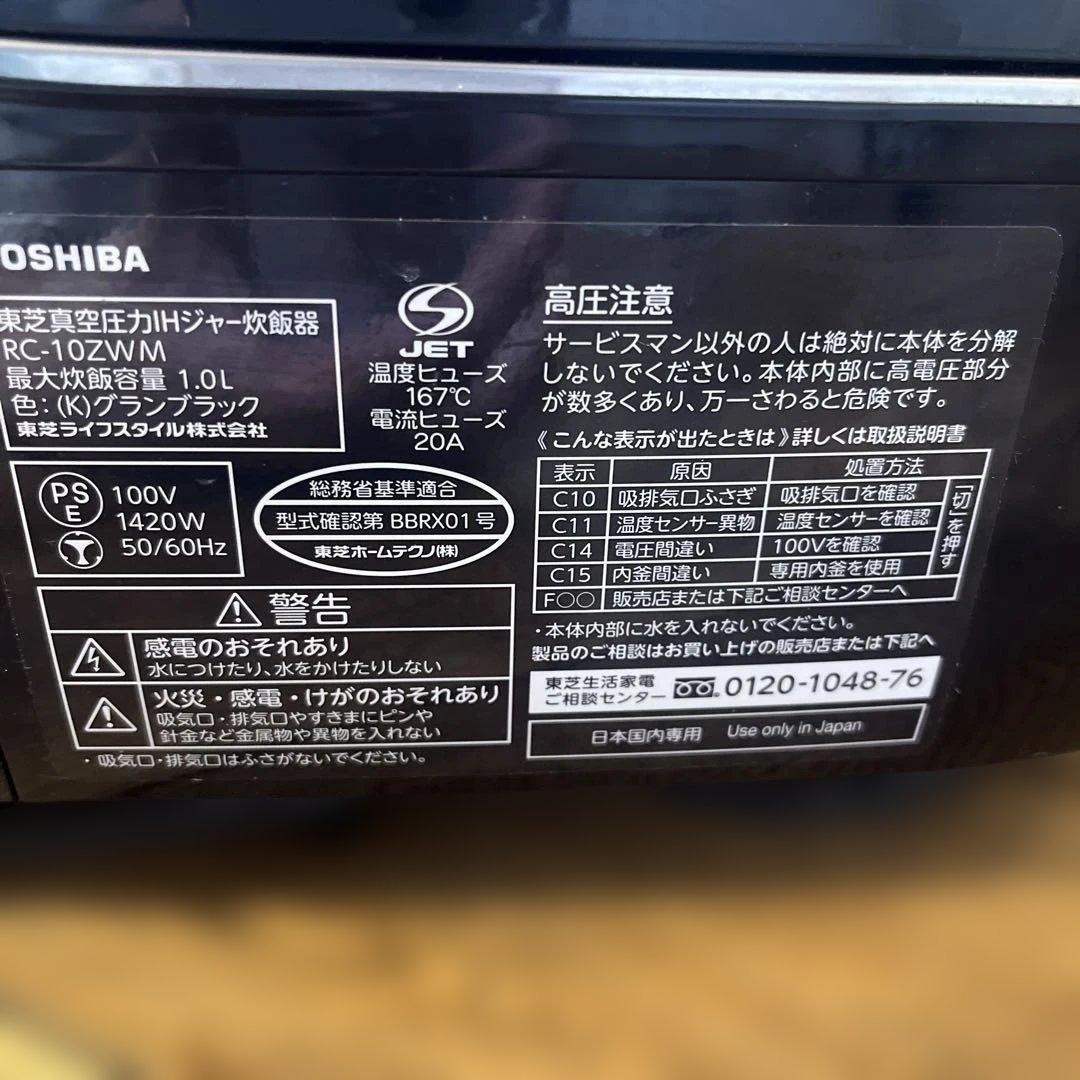 OSHIBA
東芝真空圧力IHジャー炊飯器
RC-10ZWM
最大炊飯容量 1.0L
色：(K)グランブラック
東芝ライフスタイル株式会社
JET
温度ヒューズ
167℃
電流ヒューズ
20A
PS
E
100V
1420W
50/60Hz
総務省基準適合
型式確認第 BBRX01号
東芝ホームテクノ(株)
警告
感電のおそれあり
水につけたり、水をかけたりしない
火災・感電・けがのおそれあり
吸気口・排気口やすきまにピンや
針金など金属物や異物を入れない
・吸気口・排気口はふさがないでください。
高圧注意
サービスマン以外の人は絶対に本体を分解
しないでください。本体内部に高電圧部分
が数多くあり、万一さわると危険です。
《こんな表示が出たときは》詳しくは取扱説明書
表示 原因 処置方法
C10 吸排気口ふさぎ 吸排気口を確認
C11 温度センサー異物 温度センサーを確認
C14 電圧間違い 100Vを確認
C15 内釜間違い 専用内釜を使用
「切」を押す
F○○ 販売店または下記ご相談センターへ
・本体内部に水を入れないでください。
製品のご相談はお買い上げの販売店または下記へ
東芝生活家電
ご相談センター 0120-1048-76
日本国内専用 Use only in Japan